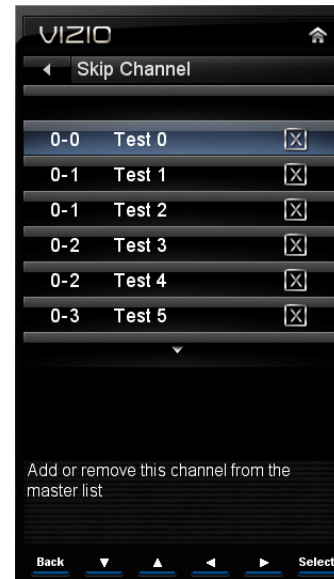 VIZIO
Skip Channel
0-0 Test 0 X
0-1 Test 1 X
0-1 Test 2 X
0-2 Test 3 X
0-2 Test 4 X
0-3 Test 5 X
Add or remove this channel from the
master list
Back Select